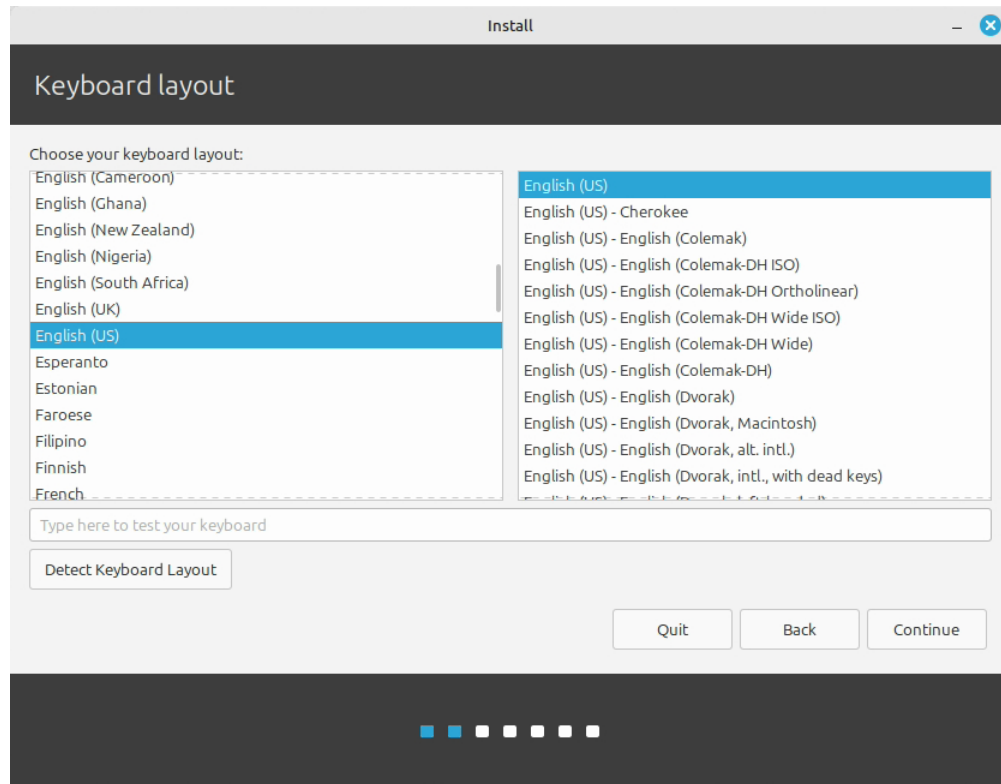 Install
Keyboard layout
Choose your keyboard layout:
English (Cameroon)
English (Ghana)
English (New Zealand)
English (Nigeria)
English (South Africa)
English (UK)
English (US)
Esperanto
Estonian
Faroese
Filipino
Finnish
French
English (US)
English (US) - Cherokee
English (US) - English (Colemak)
English (US) - English (Colemak-DH ISO)
English (US) - English (Colemak-DH Ortholinear)
English (US) - English (Colemak-DH Wide ISO)
English (US) - English (Colemak-DH Wide)
English (US) - English (Colemak-DH)
English (US) - English (Dvorak)
English (US) - English (Dvorak, Macintosh)
English (US) - English (Dvorak, alt. intl.)
English (US) - English (Dvorak, intl., with dead keys)
Type here to test your keyboard
Detect Keyboard Layout
Quit
Back
Continue